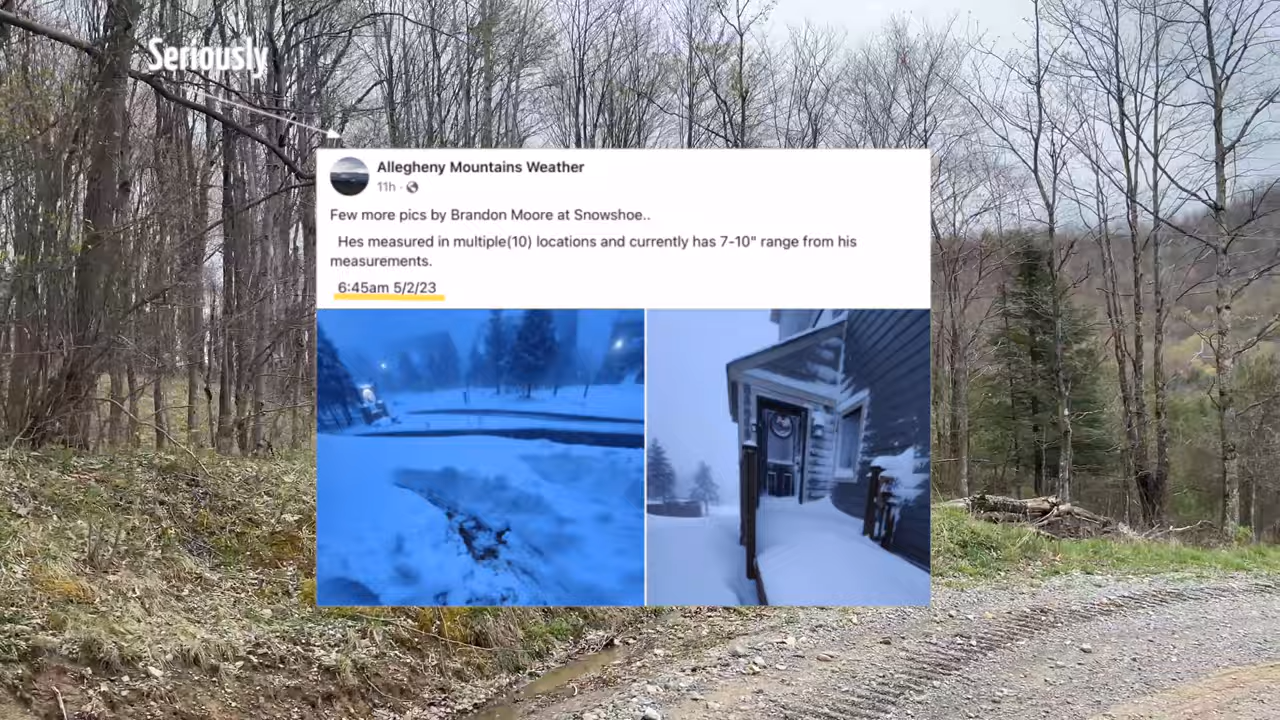 Seriously
Allegheny Mountains Weather
11h ·
Few more pics by Brandon Moore at Snowshoe..
Hes measured in multiple(10) locations and currently has 7-10" range from his
measurements.
6:45am 5/2/23